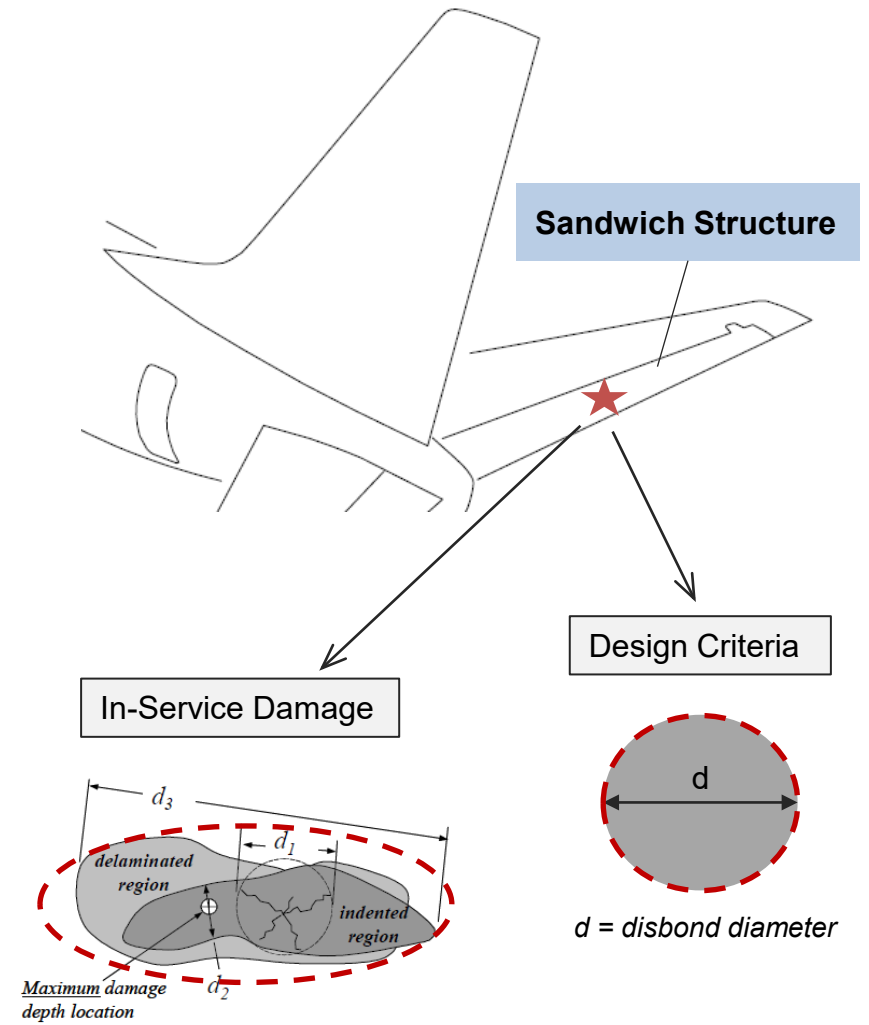 Sandwich Structure
Design Criteria
In-Service Damage
d
d3
d1
delaminated
region
indented
region
d = disbond diameter
d2
Maximum damage
depth location